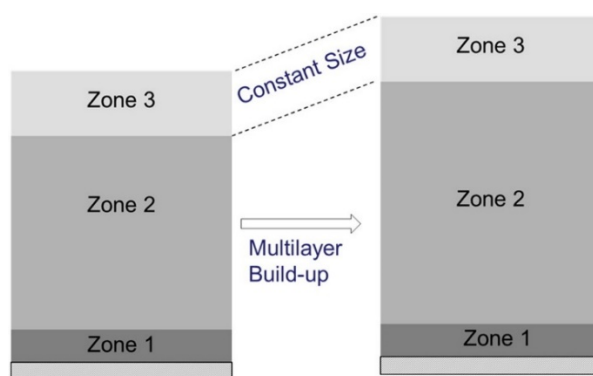 Zone 3
Zone 2
Zone 1
Constant Size
Multilayer
Build-up
Zone 3
Zone 2
Zone 1